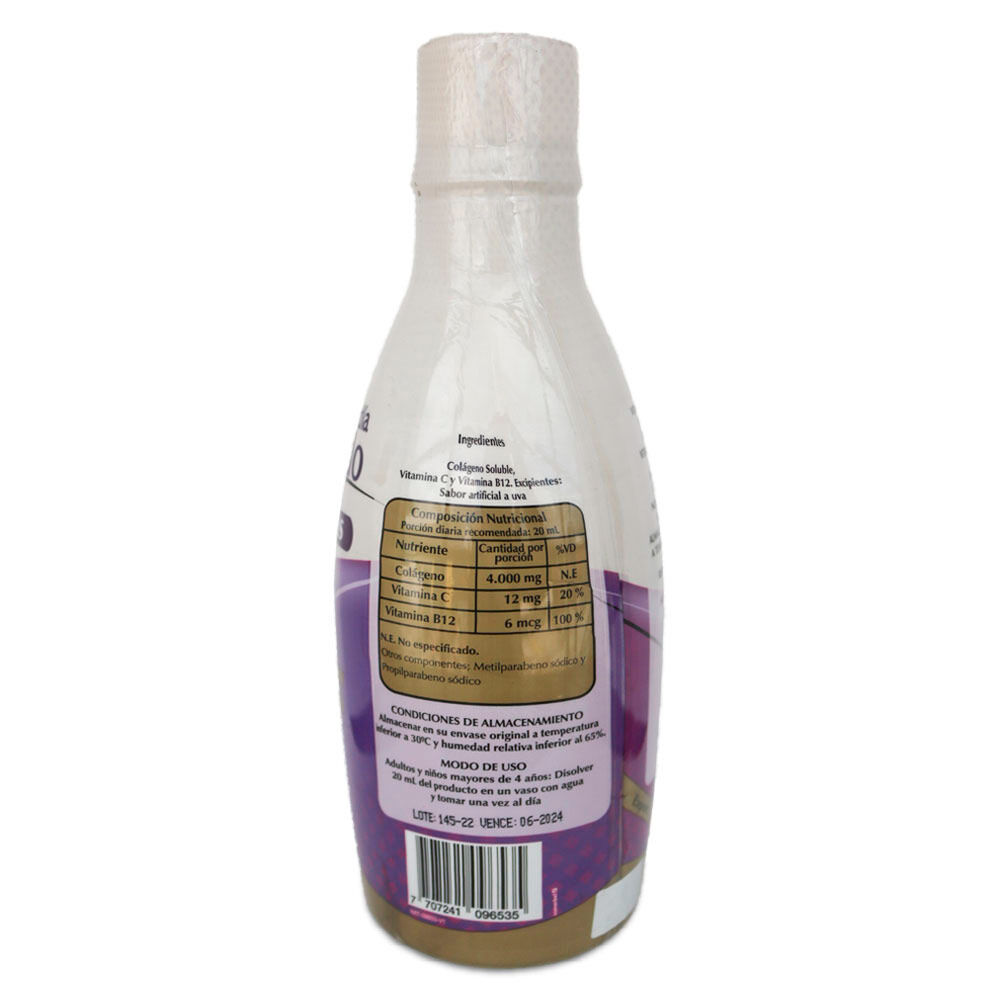 Ingredientes
Colágeno Soluble,
Vitamina C y Vitamina B12. Excipientes:
Sabor artificial a uva
Composición Nutricional
Porción diaria recomendada: 20 mL
Nutriente Cantidad por porción %VD
Colágeno 4.000 mg N.E
Vitamina C 12 mg 20 %
Vitamina B12 6 mcg 100 %
N.E. No especificado.
Otros componentes; Metilparabeno sódico y
Propilparabeno sódico
CONDICIONES DE ALMACENAMIENTO
Almacenar en su envase original a temperatura
inferior a 30ºC y humedad relativa inferior al 65%.
MODO DE USO
Adultos y niños mayores de 4 años: Disolver
20 mL del producto en un vaso con agua
y tomar una vez al día
LOTE: 145-22 VENCE: 06-2024
7 707241 096535